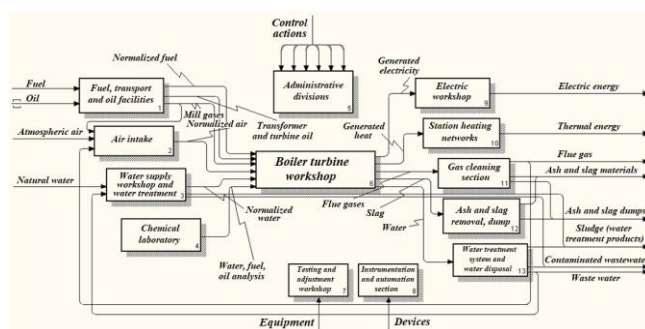 Control
actions
Normalized fuel
Generated
electricity
Fuel
Oil
Fuel, transport
and oil facilities
1
Administrative
divisions
5
Electric
workshop
9
Electric energy
Mill gases
Normalized air
Transformer
and turbine oil
Generated
heat
Atmospheric air
Air intake
2
Station heating
networks
10
Thermal energy
Boiler turbine
workshop
6
Flue gas
Gas cleaning
section
11
Ash and slag materials
Natural water
Water supply
workshop and
water treatment
3
Flue gases
Slag
Normalized
water
Water
Ash and slag
removal, dump
12
Ash and slag dumps
Chemical
laboratory
4
Sludge (water
treatment products)
Water treatment
system and
water disposal
13
Contaminated wastewater
Waste water
Water, fuel,
oil analysis
Testing and
adjustment
workshop
7
Instrumentation
and automation
section
8
Equipment
Devices